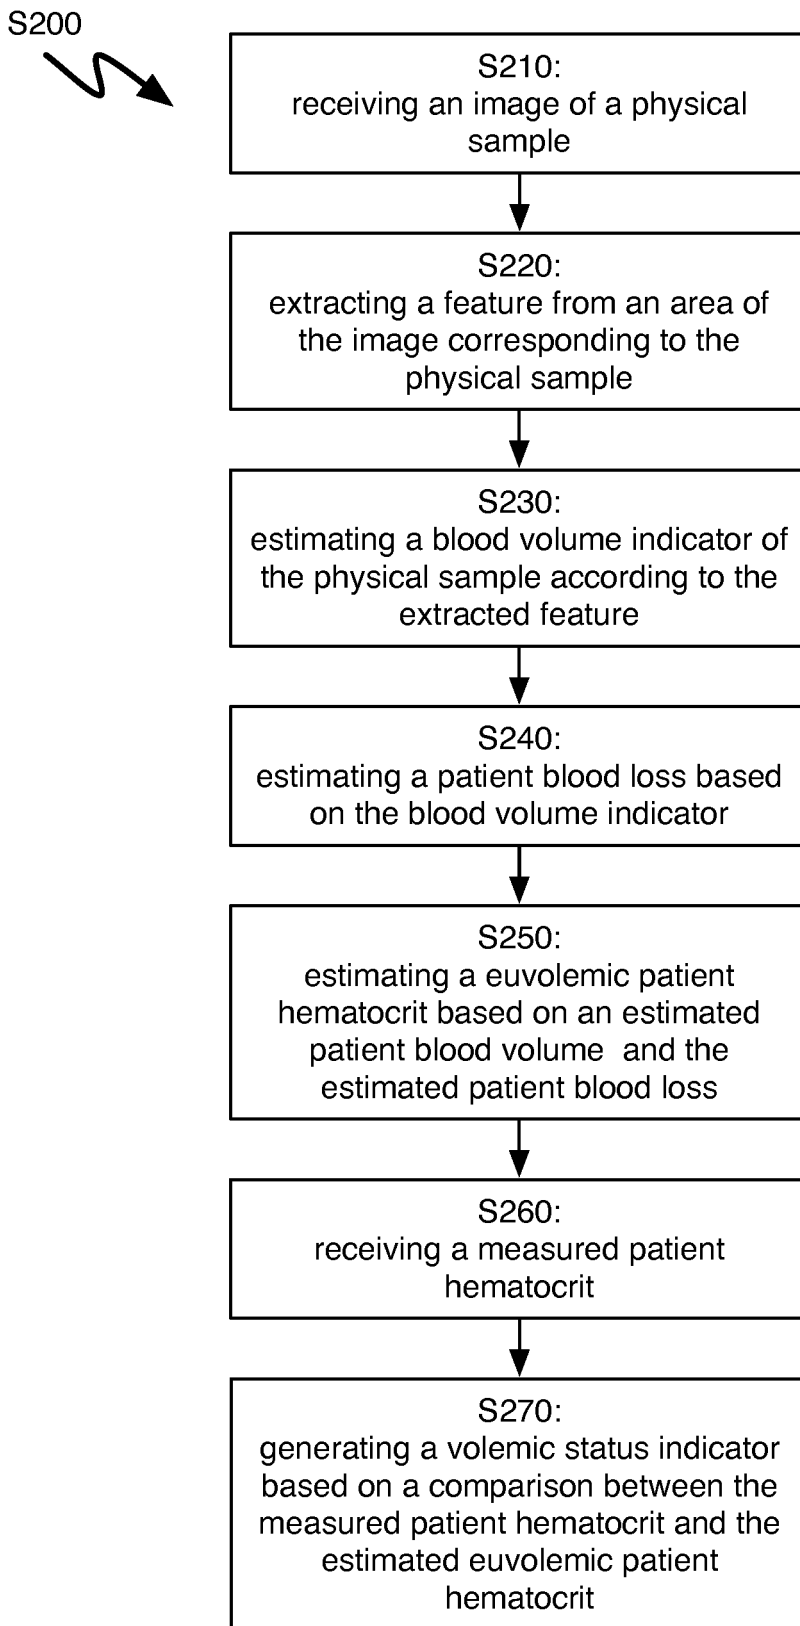 S200
S210:
receiving an image of a physical
sample
S220:
extracting a feature from an area of
the image corresponding to the
physical sample
S230:
estimating a blood volume indicator of
the physical sample according to the
extracted feature
S240:
estimating a patient blood loss based
on the blood volume indicator
S250:
estimating a euvolemic patient
hematocrit based on an estimated
patient blood volume  and the
estimated patient blood loss
S260:
receiving a measured patient
hematocrit
S270:
generating a volemic status indicator
based on a comparison between the
measured patient hematocrit and the
estimated euvolemic patient
hematocrit